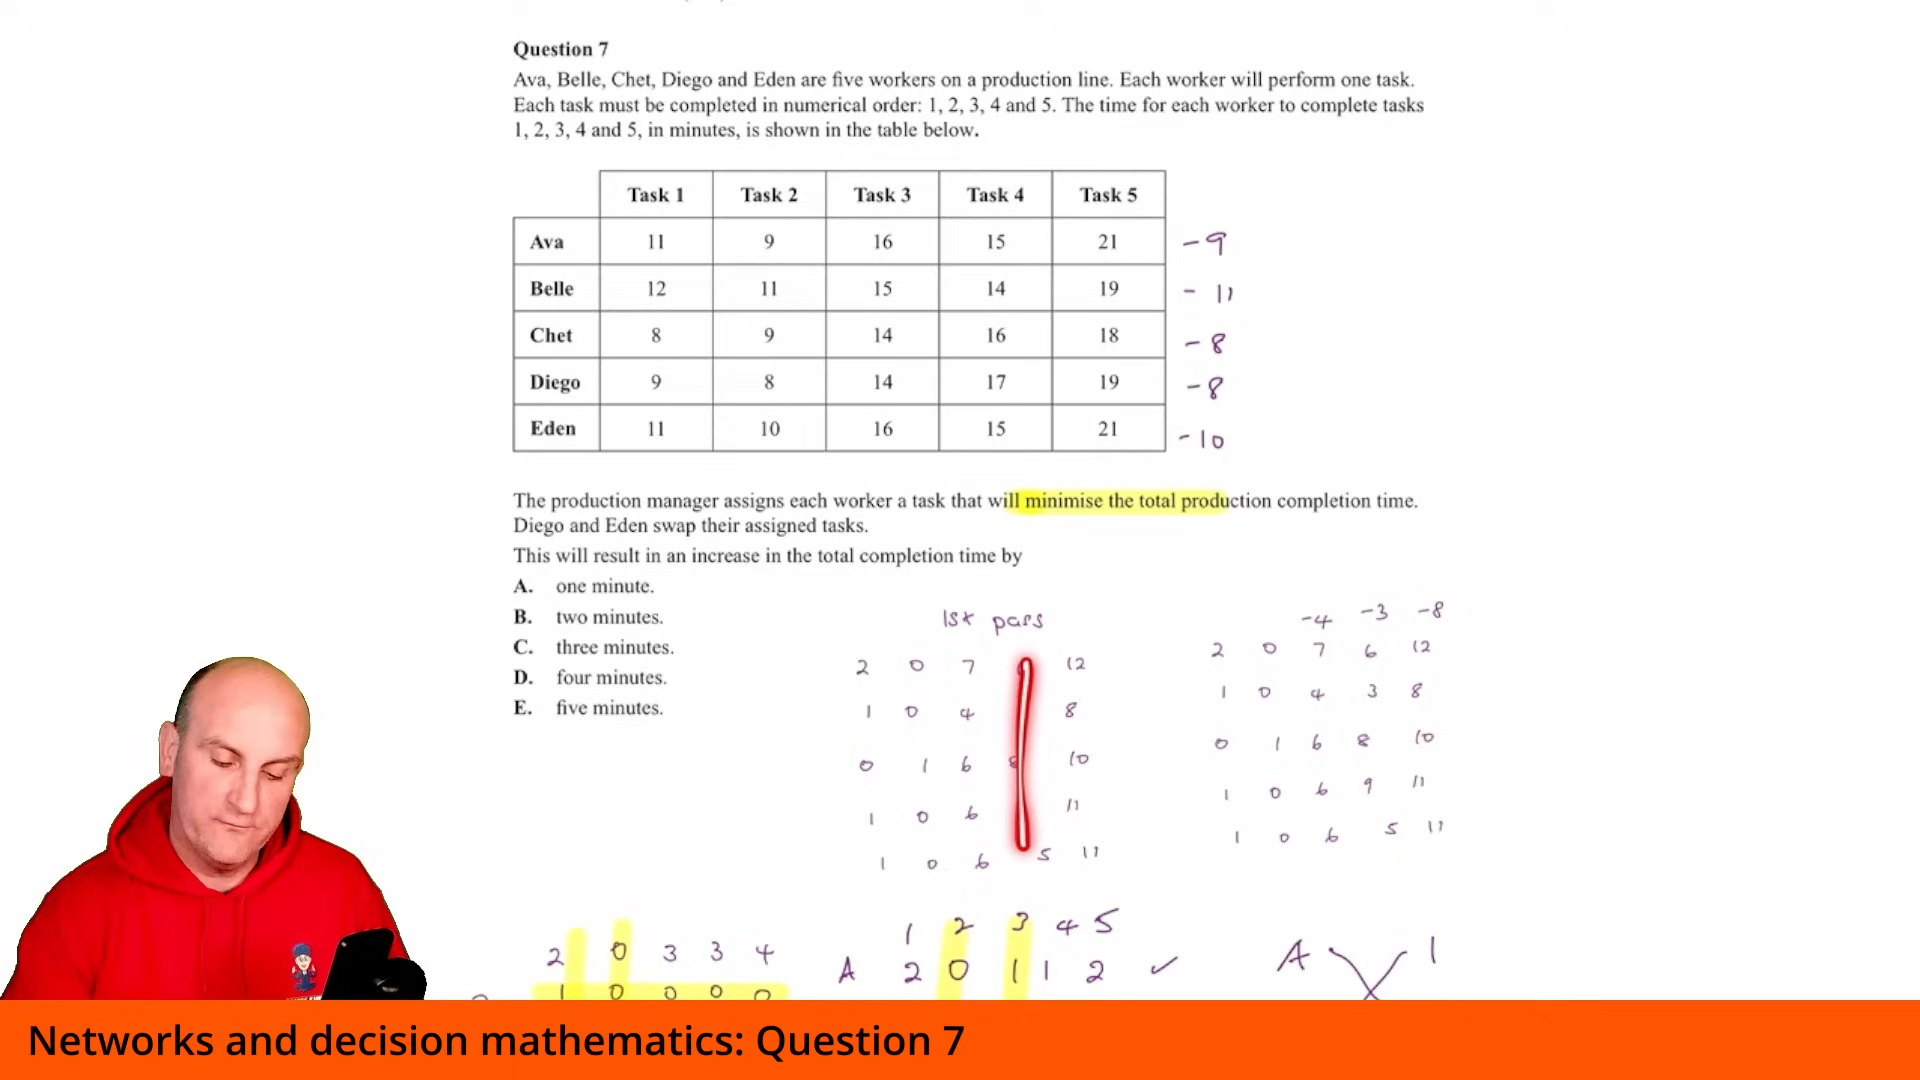 Question 7
Ava, Belle, Chet, Diego and Eden are five workers on a production line. Each worker will perform one task.
Each task must be completed in numerical order: 1, 2, 3, 4 and 5. The time for each worker to complete tasks
1, 2, 3, 4 and 5, in minutes, is shown in the table below.
Task 1 Task 2 Task 3 Task 4 Task 5
Ava 11 9 16 15 21 -9
Belle 12 11 15 14 19 - 11
Chet 8 9 14 16 18 -8
Diego 9 8 14 17 19 -8
Eden 11 10 16 15 21 -10
The production manager assigns each worker a task that will minimise the total production completion time.
Diego and Eden swap their assigned tasks.
This will result in an increase in the total completion time by
A. one minute.
B. two minutes.
C. three minutes.
D. four minutes.
E. five minutes.
1st pars
2 0 7 12
1 0 4 8
0 1 6 8 10
1 0 6 11
1 0 6 5 11
-4 -3 -8
2 0 7 6 12
1 0 4 3 8
0 1 6 8 10
1 0 6 9 11
1 0 6 5 11
2 0 3 3 4
1 0 0 0 0
1 2 3 4 5
A 2 0 1 1 2 ✓
A 1
Networks and decision mathematics: Question 7